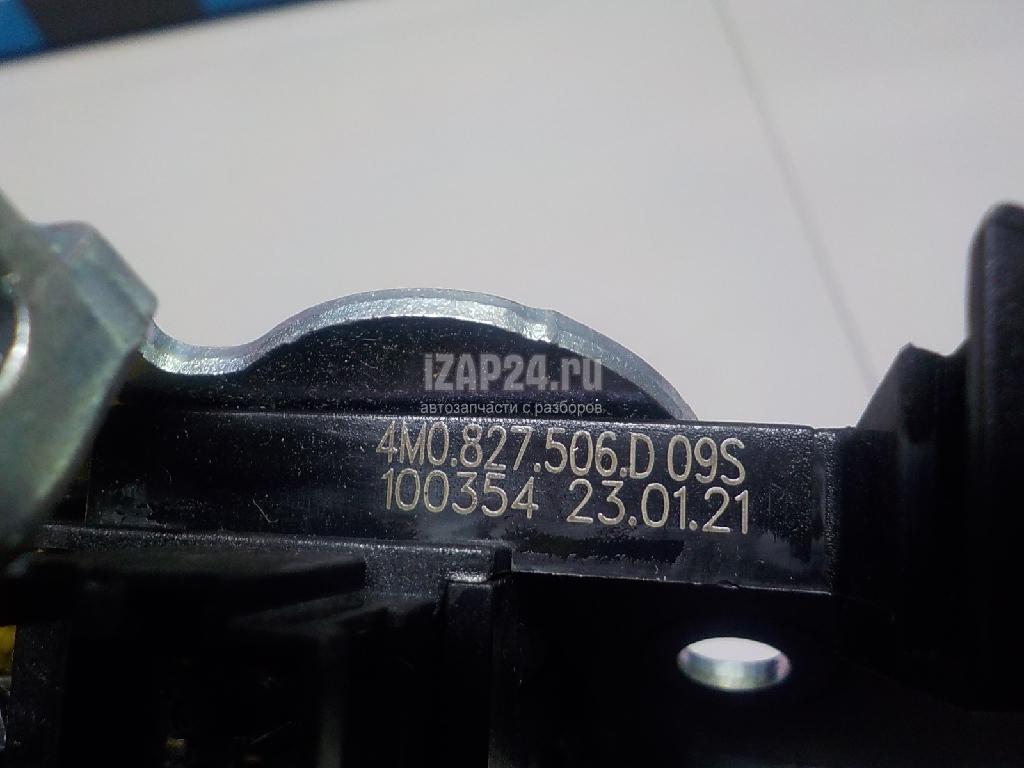 iZAP24.ru
автозапчасти с разборов
4M0.827.506.D 09S
100354 23.01.21